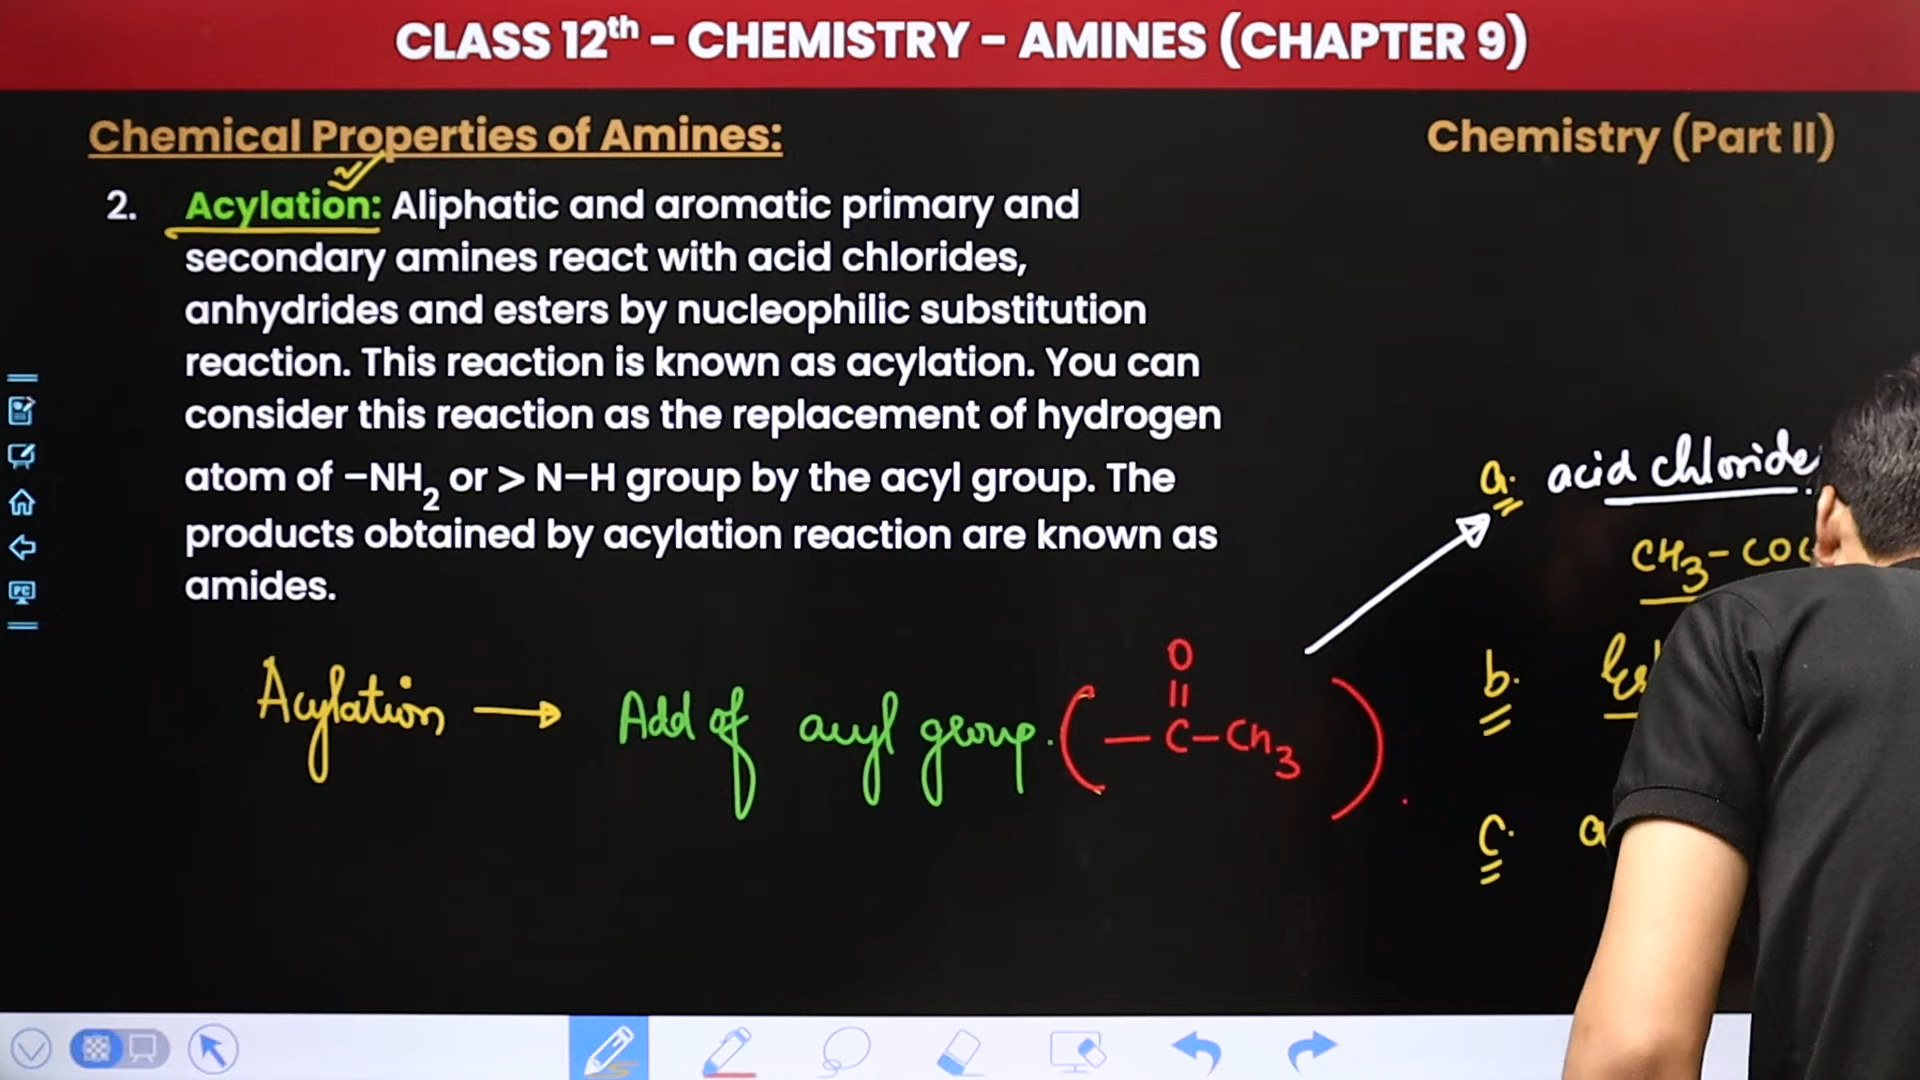 CLASS 12th - CHEMISTRY - AMINES (CHAPTER 9)
Chemical Properties of Amines:
Chemistry (Part II)
2. Acylation: Aliphatic and aromatic primary and
secondary amines react with acid chlorides,
anhydrides and esters by nucleophilic substitution
reaction. This reaction is known as acylation. You can
consider this reaction as the replacement of hydrogen
atom of –NH2 or > N–H group by the acyl group. The
products obtained by acylation reaction are known as
amides.
a. acid chloride
CH3-COC
b.
Acylation → Add of acyl group. (-C-CH3)
O
c. a
PC